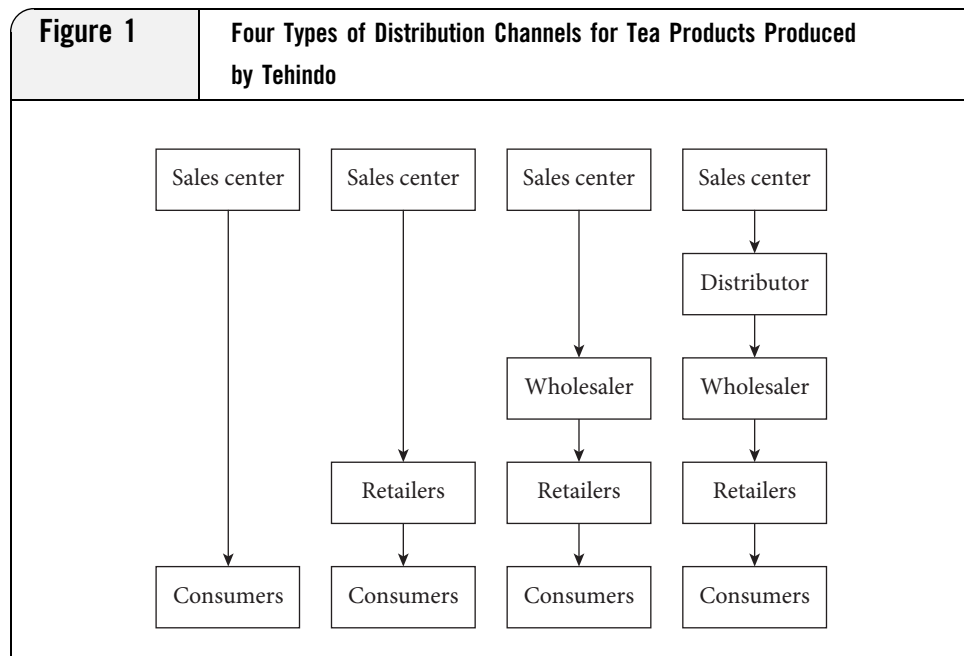 Figure 1
Four Types of Distribution Channels for Tea Products Produced
by Tehindo
Sales center
Sales center
Sales center
Sales center
Distributor
Wholesaler
Wholesaler
Retailers
Retailers
Retailers
Consumers
Consumers
Consumers
Consumers